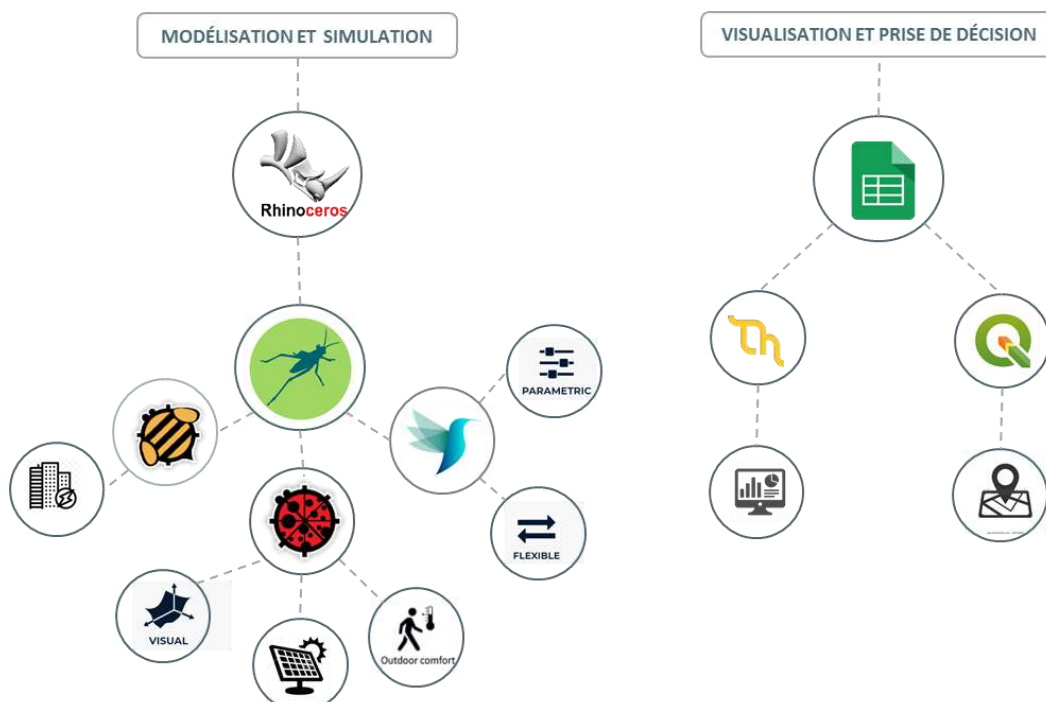 MODÉLISATION ET SIMULATION
VISUALISATION ET PRISE DE DÉCISION
Rhinoceros
PARAMETRIC
FLEXIBLE
VISUAL
Outdoor comfort